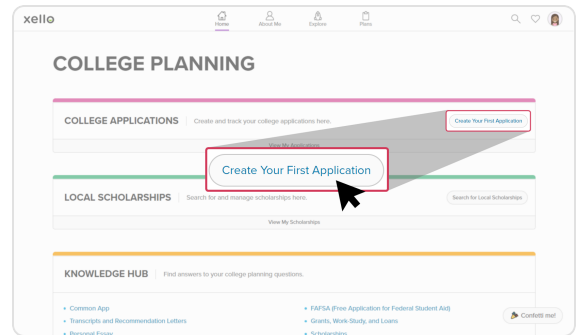 xello
Home
About Me
Explore
Plans
COLLEGE PLANNING
COLLEGE APPLICATIONS Create and track your college applications here. Create Your First Application
View My Applications
Create Your First Application
LOCAL SCHOLARSHIPS Search for and manage scholarships here. Search for Local Scholarships
View My Scholarships
KNOWLEDGE HUB Find answers to your college planning questions.
• Common App
• FAFSA (Free Application for Federal Student Aid)
• Transcripts and Recommendation Letters
• Grants, Work Study, and Loans
Confetti me!
• Personal Essay
• Scholarships